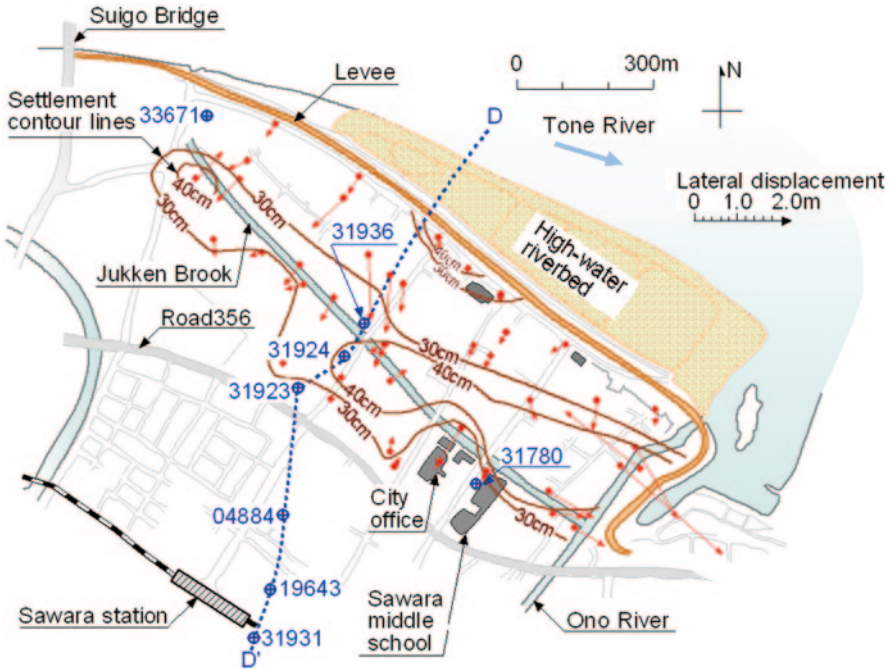 Suigo Bridge
Levee
Settlement
contour lines
33671
D
0 300m
N
Tone River
Lateral displacement
0 1.0 2.0m
40cm
30cm
30cm
31936
40cm
30cm
High-water
riverbed
Jukken Brook
Road356
31924
30cm
40cm
31923
40cm
30cm
31780
City
office
30cm
04884
19643
Sawara station
31931
D'
Sawara
middle
school
Ono River